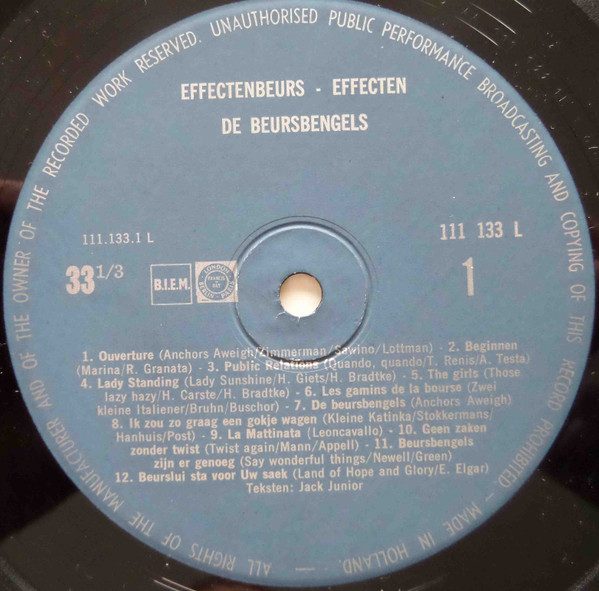 ALL RIGHTS OF THE MANUFACTURER AND OF THE OWNER OF THE RECORDED WORK RESERVED. UNAUTHORISED PUBLIC PERFORMANCE BROADCASTING AND COPYING OF THIS RECORD PROHIBITED. — MADE IN HOLLAND. —
EFFECTENBEURS - EFFECTEN
DE BEURSBENGELS
111.133.1 L
111 133 L
33 1/3
B.I.E.M.
LONDON
PARIS
BERLIN
1
1. Ouverture (Anchors Aweigh/Zimmerman/Sawino/Lottman) - 2. Beginnen
(Marina/R. Granata) - 3. Public Relations (Quando, quando/T. Renis/A. Testa)
4. Lady Standing (Lady Sunshine/H. Giets/H. Bradtke) - 5. The girls (Those
lazy hazy/H. Carste/H. Bradtke) - 6. Les gamins de la bourse (Zwei
kleine Italiener/Bruhn/Buschor) - 7. De beursbengels (Anchors Aweigh)
8. Ik zou zo graag een gokje wagen (Kleine Katinka/Stokkermans/
Hanhuis/Post) - 9. La Mattinata (Leoncavallo) - 10. Geen zaken
zonder twist (Twist again/Mann/Appell) - 11. Beursbengels
zijn er genoeg (Say wonderful things/Newell/Green)
12. Beurslui sta voor Uw saek (Land of Hope and Glory/E. Elgar)
Teksten: Jack Junior